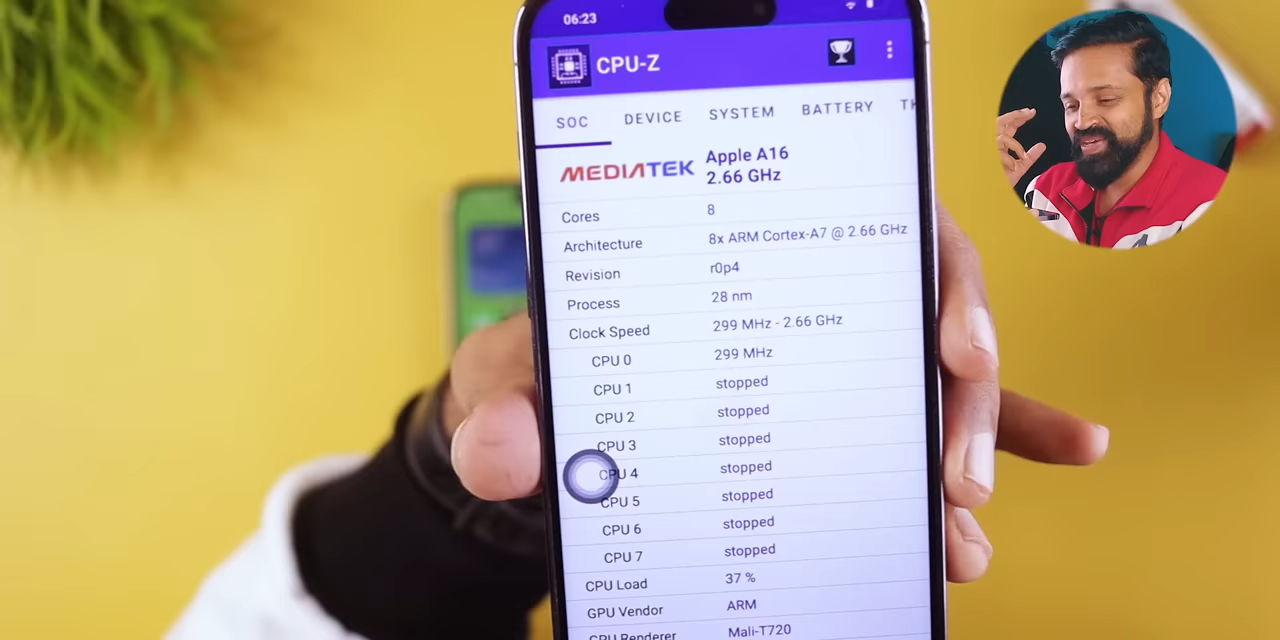 06:23
CPU-Z
SOC DEVICE SYSTEM BATTERY
MEDIATEK Apple A16
2.66 GHz
Cores 8
Architecture 8x ARM Cortex-A7 @ 2.66 GHz
Revision r0p4
Process 28 nm
Clock Speed 299 MHz - 2.66 GHz
CPU 0 299 MHz
CPU 1 stopped
CPU 2 stopped
CPU 3 stopped
CPU 4 stopped
CPU 5 stopped
CPU 6 stopped
CPU 7 stopped
CPU Load 37 %
GPU Vendor ARM
GPU Renderer Mali-T720